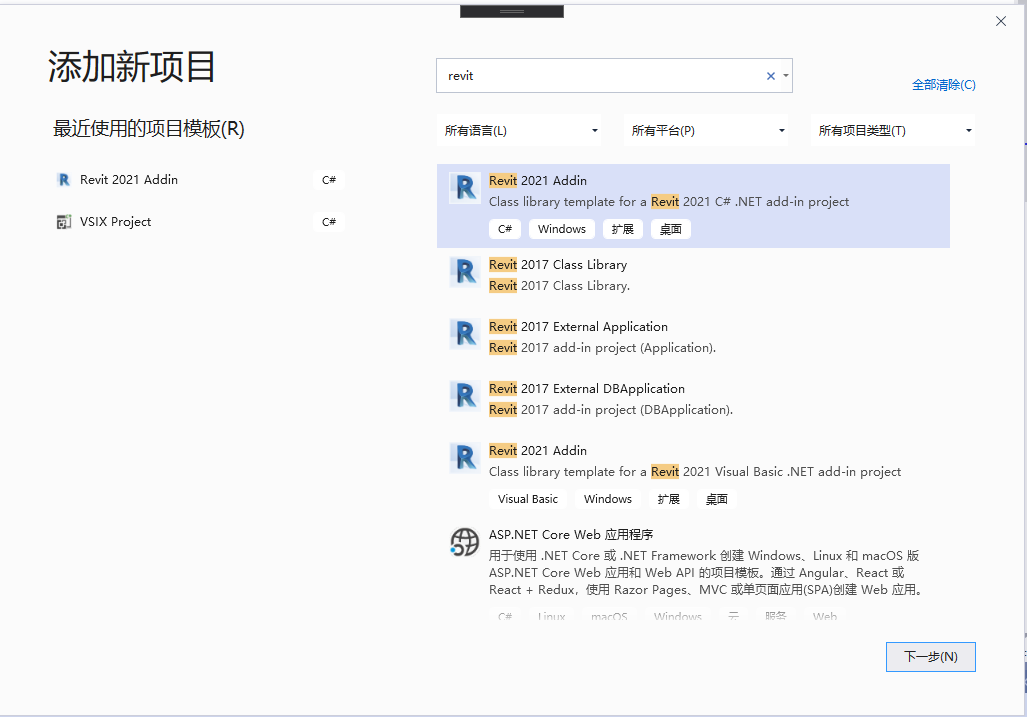 添加新项目
最近使用的项目模板(R)
Revit 2021 Addin C#
VSIX Project C#
revit
全部清除(C)
所有语言(L) 所有平台(P) 所有项目类型(T)
Revit 2021 Addin
Class library template for a Revit 2021 C# .NET add-in project
C# Windows 扩展 桌面
Revit 2017 Class Library
Revit 2017 Class Library.
Revit 2017 External Application
Revit 2017 add-in project (Application).
Revit 2017 External DBApplication
Revit 2017 add-in project (DBApplication).
Revit 2021 Addin
Class library template for a Revit 2021 Visual Basic .NET add-in project
Visual Basic Windows 扩展 桌面
ASP.NET Core Web 应用程序
用于使用 .NET Core 或 .NET Framework 创建 Windows、Linux 和 macOS 版
ASP.NET Core Web 应用和 Web API 的项目模板。通过 Angular、React 或
React + Redux，使用 Razor Pages、MVC 或单页面应用(SPA)创建 Web 应用。
C# Linux macOS Windows 云 服务 Web
下一步(N)